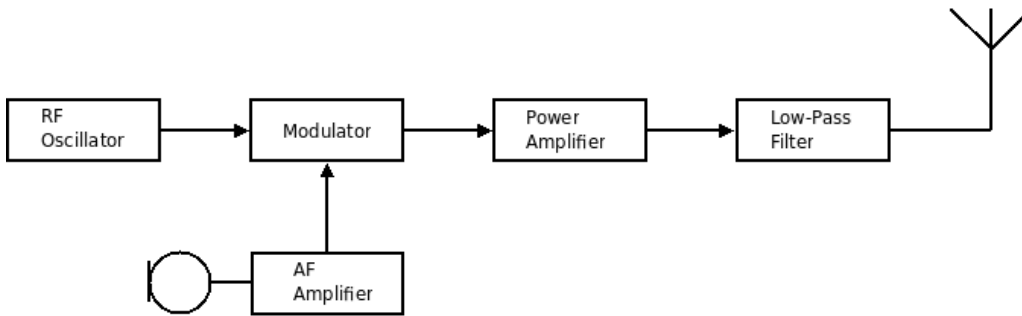 RF
Oscillator
Modulator
Power
Amplifier
Low-Pass
Filter
AF
Amplifier